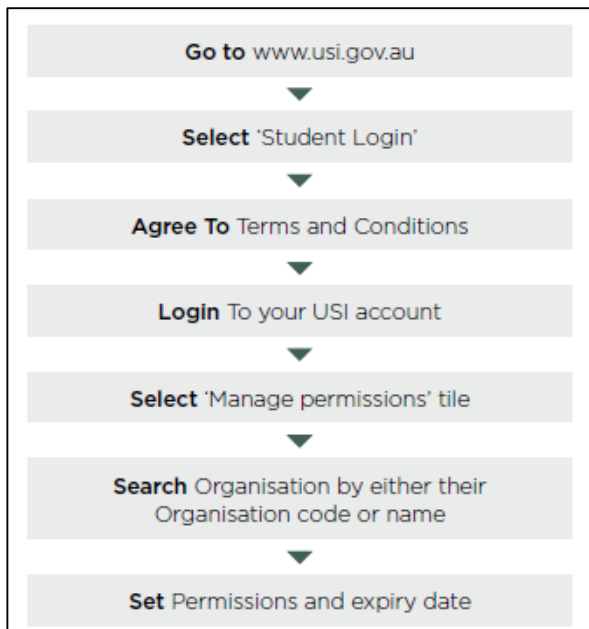 Go to www.usi.gov.au
Select ‘Student Login’
Agree To Terms and Conditions
Login To your USI account
Select ‘Manage permissions’ tile
Search Organisation by either their
Organisation code or name
Set Permissions and expiry date